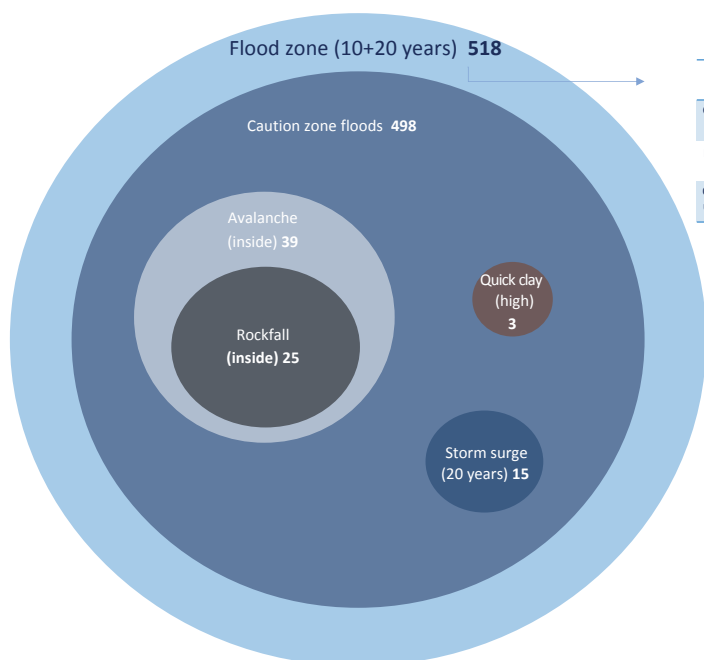 Flood zone (10+20 years) 518
Caution zone floods 498
Avalanche
(inside) 39
Quick clay
(high)
3
Rockfall
(inside) 25
Storm surge
(20 years) 15